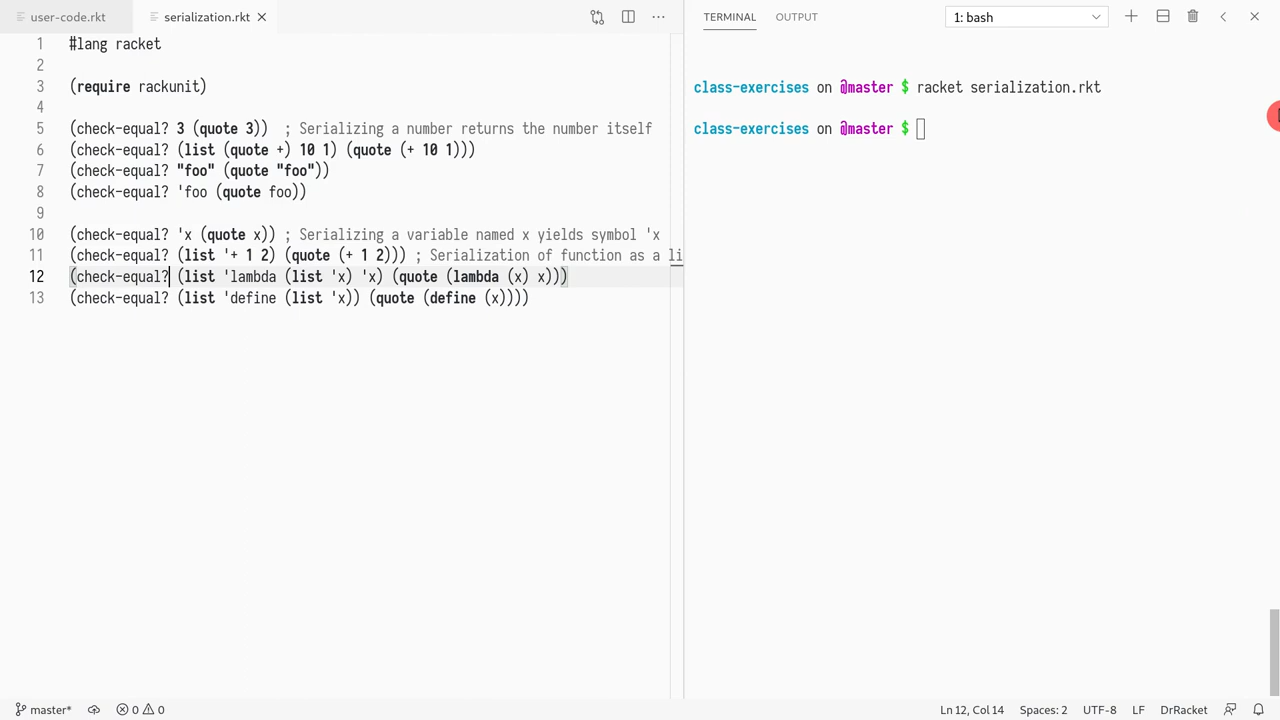 user-code.rkt serialization.rkt
TERMINAL OUTPUT 1: bash
1 #lang racket
2
3 (require rackunit)
4
5 (check-equal? 3 (quote 3))  ; Serializing a number returns the number itself
6 (check-equal? (list (quote +) 10 1) (quote (+ 10 1)))
7 (check-equal? "foo" (quote "foo"))
8 (check-equal? 'foo (quote foo))
9
10 (check-equal? 'x (quote x)) ; Serializing a variable named x yields symbol 'x
11 (check-equal? (list '+ 1 2) (quote (+ 1 2))) ; Serialization of function as a li
12 (check-equal? (list 'lambda (list 'x) 'x) (quote (lambda (x) x)))
13 (check-equal? (list 'define (list 'x)) (quote (define (x))))
class-exercises on @master $ racket serialization.rkt
class-exercises on @master $
master* 0 0 Ln 12, Col 14 Spaces: 2 UTF-8 LF DrRacket